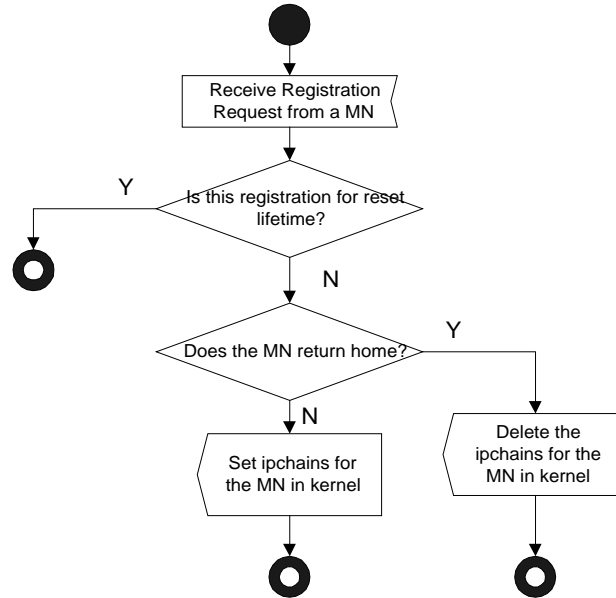 Receive Registration
Request from a MN
Is this registration for reset
lifetime?
Y
N
Does the MN return home?
Y
N
Set ipchains for
the MN in kernel
Delete the
ipchains for the
MN in kernel